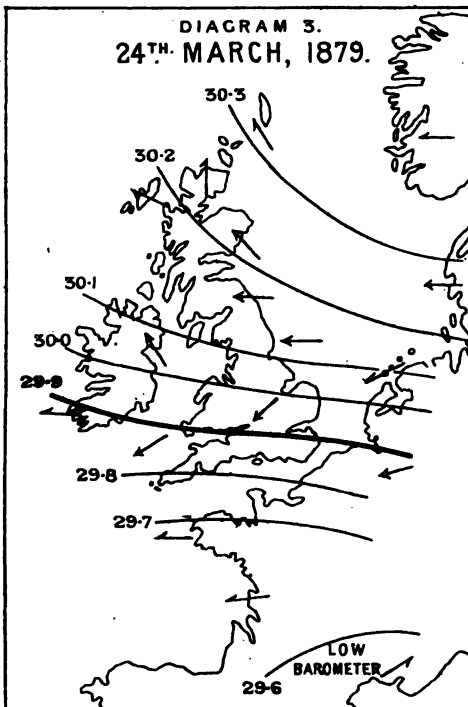 DIAGRAM 3.
24TH. MARCH, 1879.
30·3
30·2
30·1
30·0
29·9
29·8
29·7
LOW
BAROMETER
29·6